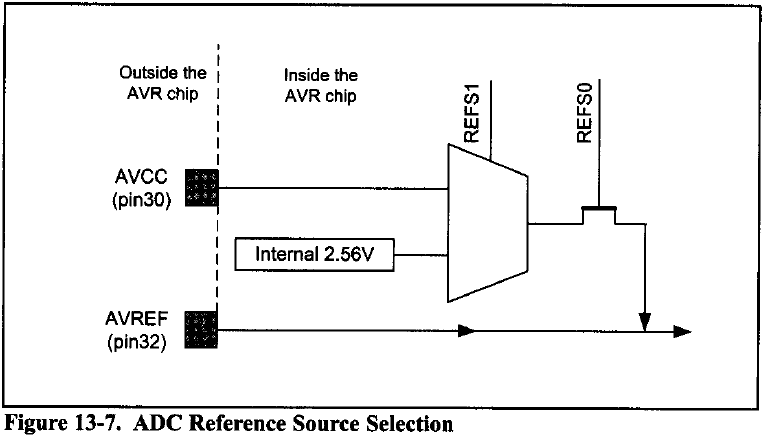 Outside the
AVR chip
Inside the
AVR chip
REFS1
REFS0
AVCC
(pin30)
Internal 2.56V
AVREF
(pin32)
Figure 13-7. ADC Reference Source Selection